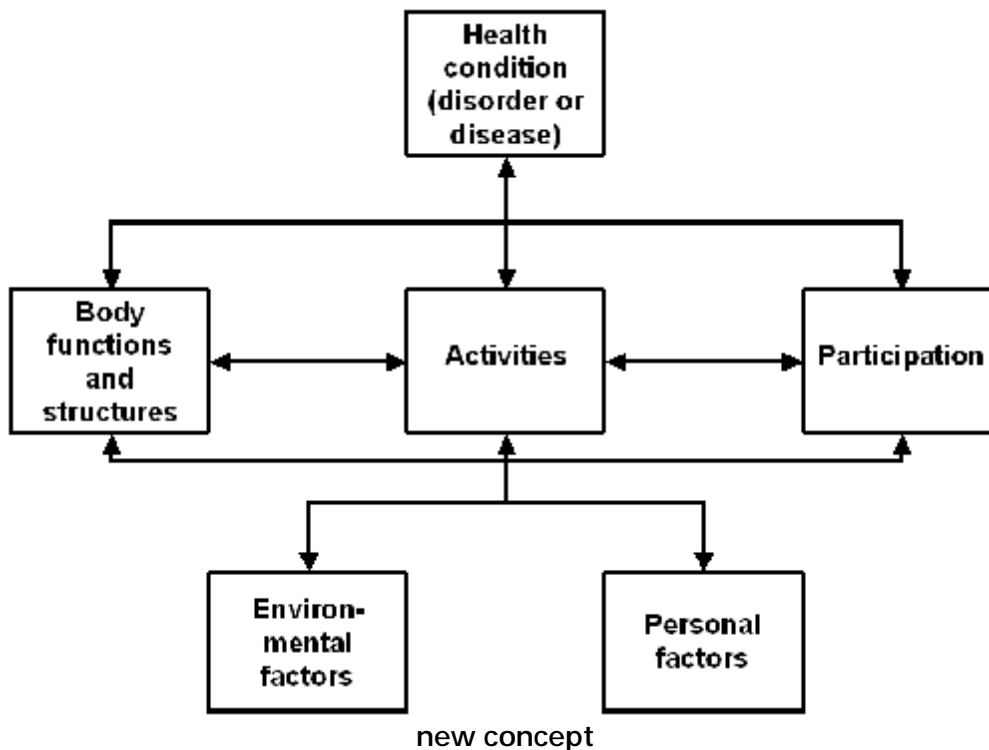 Health
condition
(disorder or
disease)
Body
functions
and
structures
Activities
Participation
Environ-
mental
factors
Personal
factors
new concept